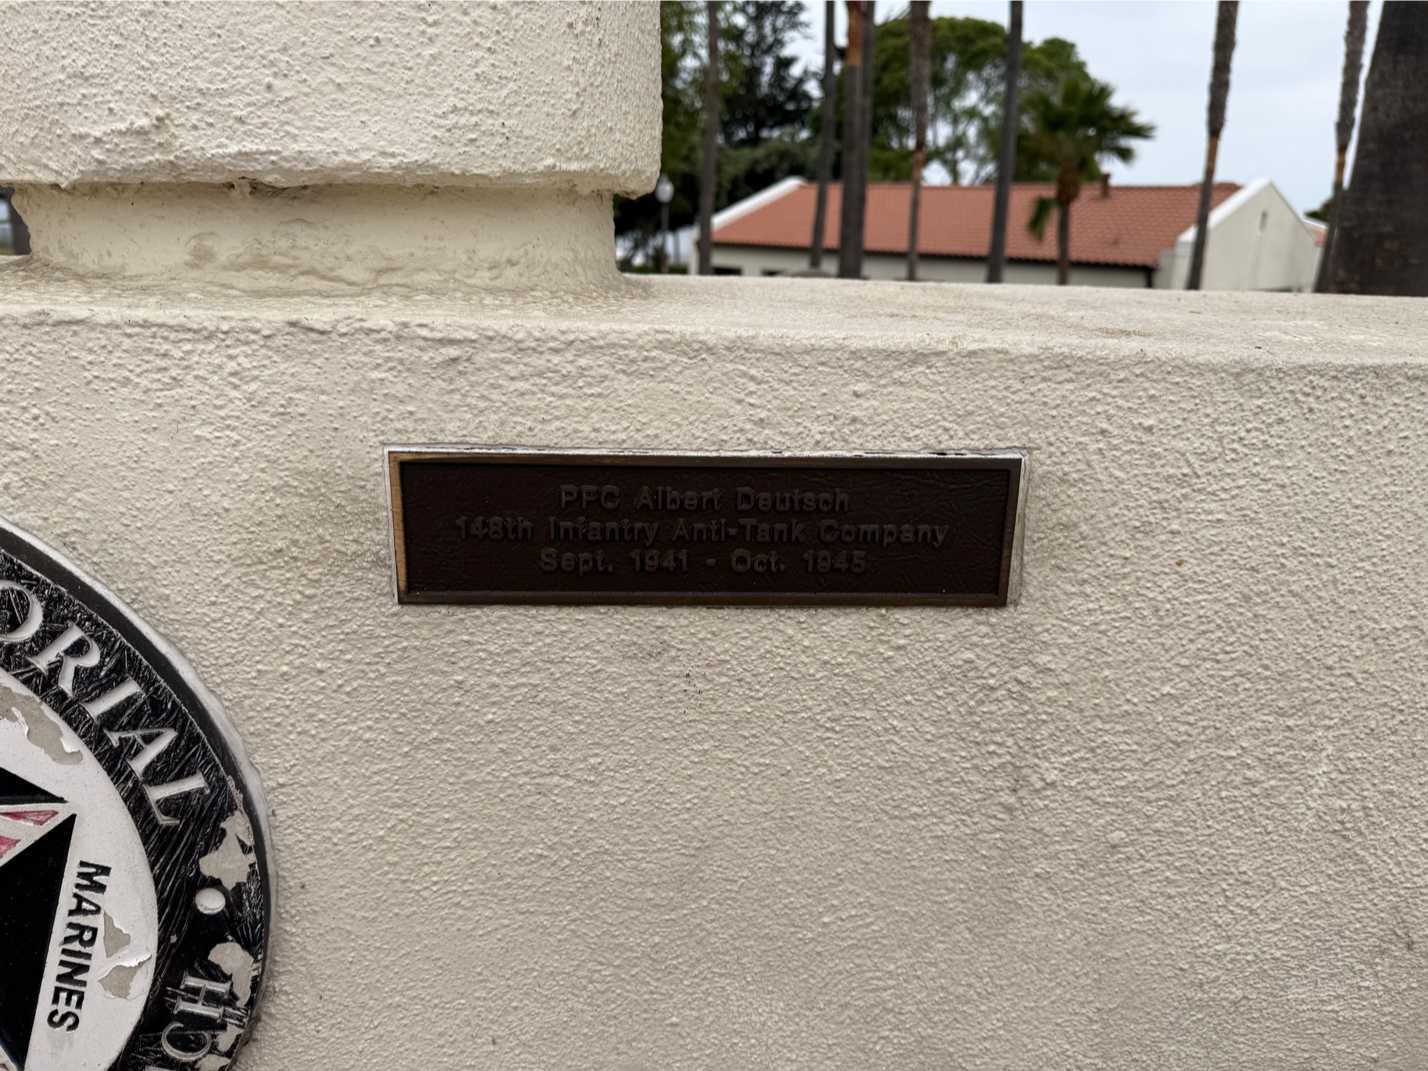 PFC Albert Deutsch
148th Infantry Anti-Tank Company
Sept. 1941 - Oct. 1945
ORIAL
MARINES